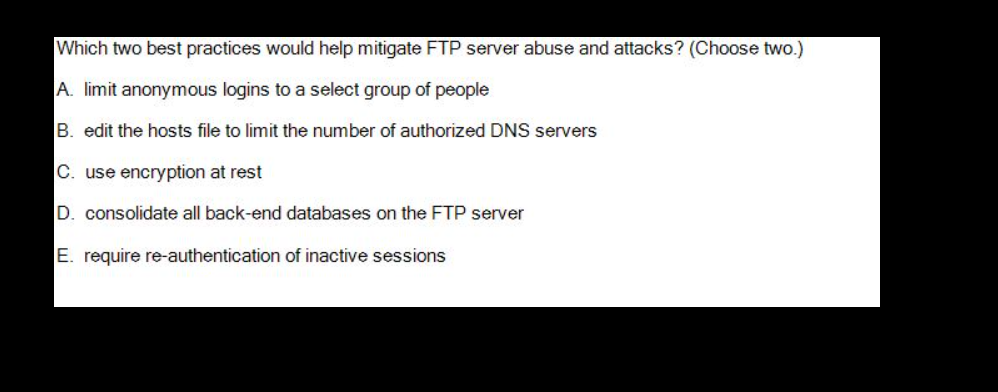 Which two best practices would help mitigate FTP server abuse and attacks? (Choose two.)
A. limit anonymous logins to a select group of people
B. edit the hosts file to limit the number of authorized DNS servers
C. use encryption at rest
D. consolidate all back-end databases on the FTP server
E. require re-authentication of inactive sessions